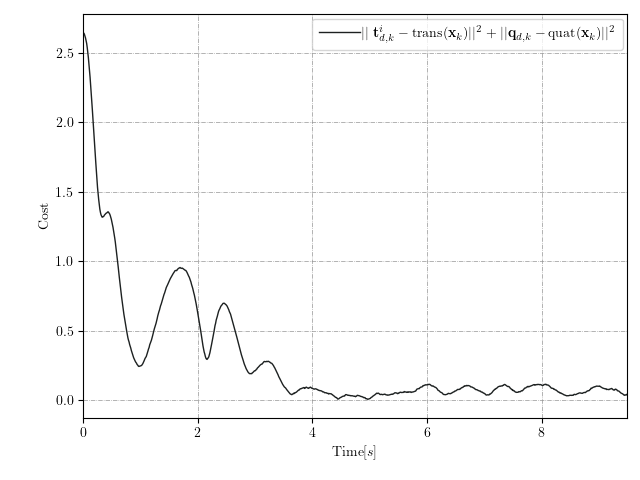 || t^i_{d,k} − trans(x_k)||² + ||q_{d,k} − quat(x_k)||²
2.5
2.0
1.5
1.0
0.5
0.0
Cost
0 2 4 6 8
Time[s]